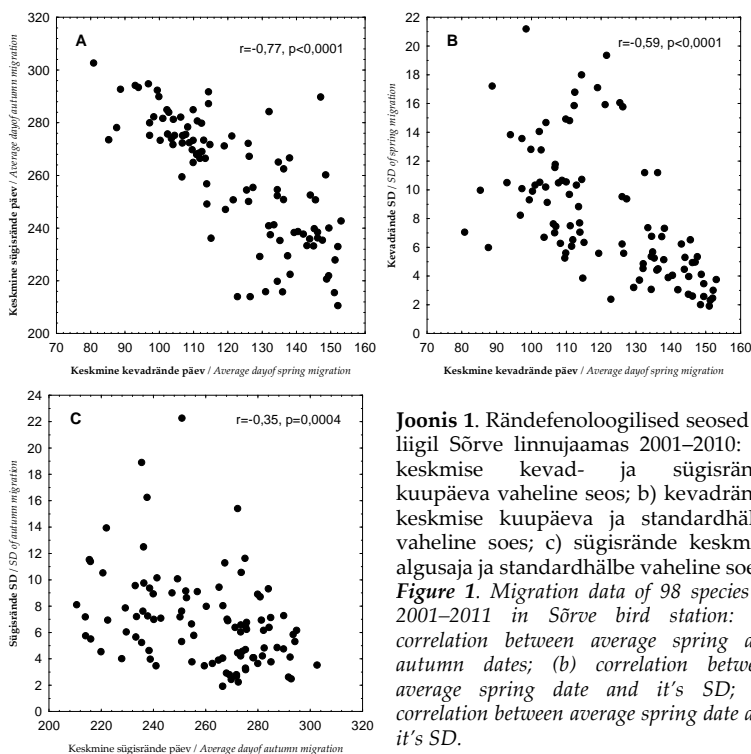 A
r=-0,77, p<0,0001
Keskmine sügisrände päev / Average dayof autumn migration
320
300
280
260
240
220
200
70 80 90 100 110 120 130 140 150 160
Keskmine kevadrände päev / Average dayof spring migration
B
r=-0,59, p<0,0001
Kevadrände SD / SD of spring migration
22
20
18
16
14
12
10
8
6
4
2
0
70 80 90 100 110 120 130 140 150 160
Keskmine kevadrände päev / Average dayof spring migration
C
r=-0,35, p=0,0004
Sügisrände SD / SD of autumn migration
24
22
20
18
16
14
12
10
8
6
4
2
0
200 220 240 260 280 300 320
Keskmine sügisrände päev / Average dayof autumn migration
Joonis 1. Rändefenoloogilised seosed
liigil Sõrve linnujaamas 2001–2010:
keskmise kevad- ja sügisrän
kuupäeva vaheline seos; b) kevadrän
keskmise kuupäeva ja standardhäl
vaheline soes; c) sügisrände keskm
algusaja ja standardhälbe vaheline soe
Figure 1. Migration data of 98 species
2001–2011 in Sõrve bird station:
correlation between average spring a
autumn dates; (b) correlation betwe
average spring date and it's SD;
correlation between average spring date a
it's SD.